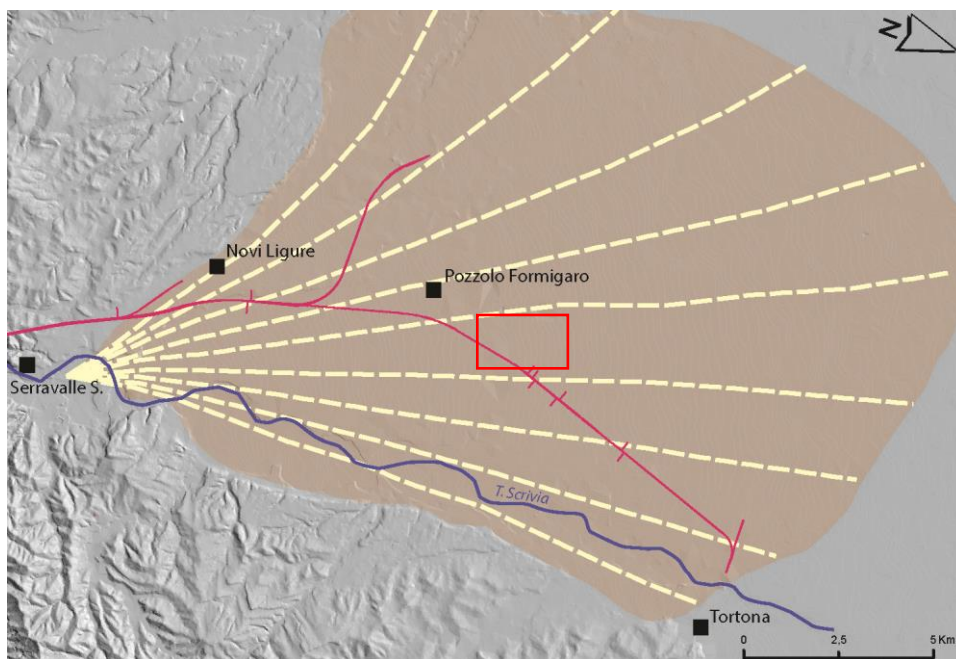 N
Novi Ligure
Pozzolo Formigaro
Serravalle S.
T. Scrivia
Tortona
0 2,5 5 Km